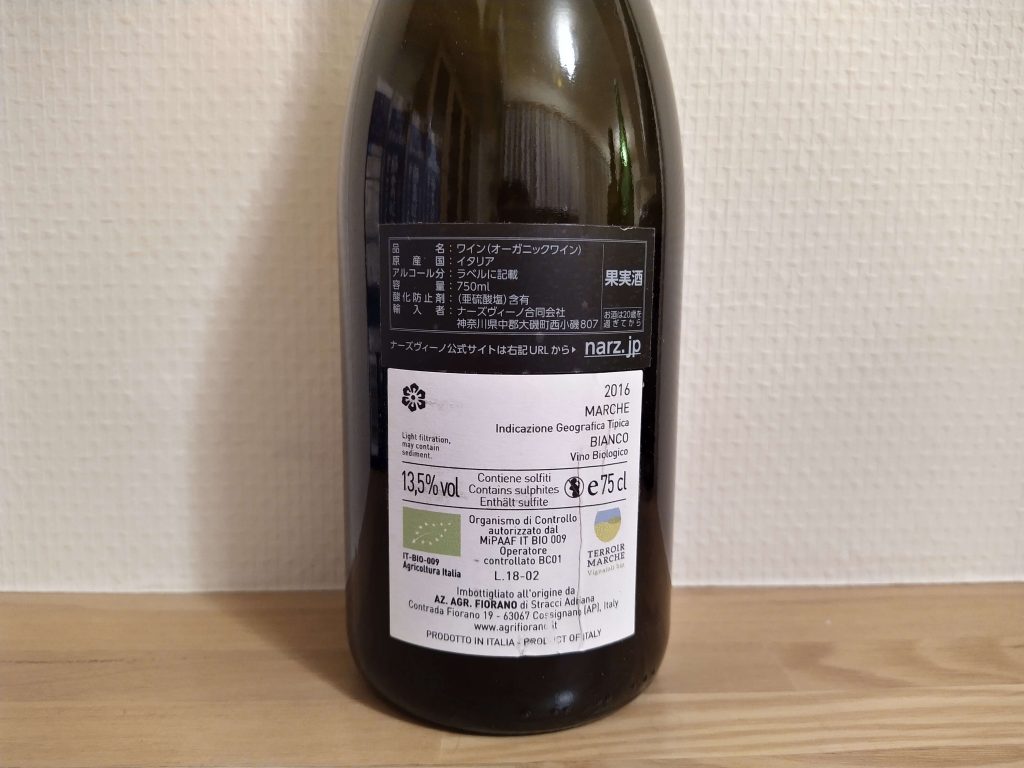 品名：ワイン(オーガニックワイン)
原産国：イタリア
アルコール分：ラベルに記載
容量：750ml
酸化防止剤：(亜硫酸塩)含有
輸入者：ナーズヴィーノ合同会社
神奈川県中郡大磯町西小磯807
果実酒
お酒は20歳を
過ぎてから
ナーズヴィーノ公式サイトは右記URLから▶ narz.jp
2016
MARCHE
Indicazione Geografica Tipica
BIANCO
Vino Biologico
Light filtration,
may contain
sediment.
13,5% vol
Contiene solfiti
Contains sulphites
Enthält sulfite
e 75 cl
IT-BIO-009
Agricoltura Italia
Organismo di Controllo
autorizzato dal
MiPAAF IT BIO 009
Operatore
controllato BC01
L.18-02
TERROIR
MARCHE
Vignaioli bio
Imbottigliato all'origine da
AZ. AGR. FIORANO di Stracci Adriana
Contrada Fiorano 19 - 63067 Cossignano (AP), Italy
www.agrifiorano.it
PRODOTTO IN ITALIA - PRODUCT OF ITALY